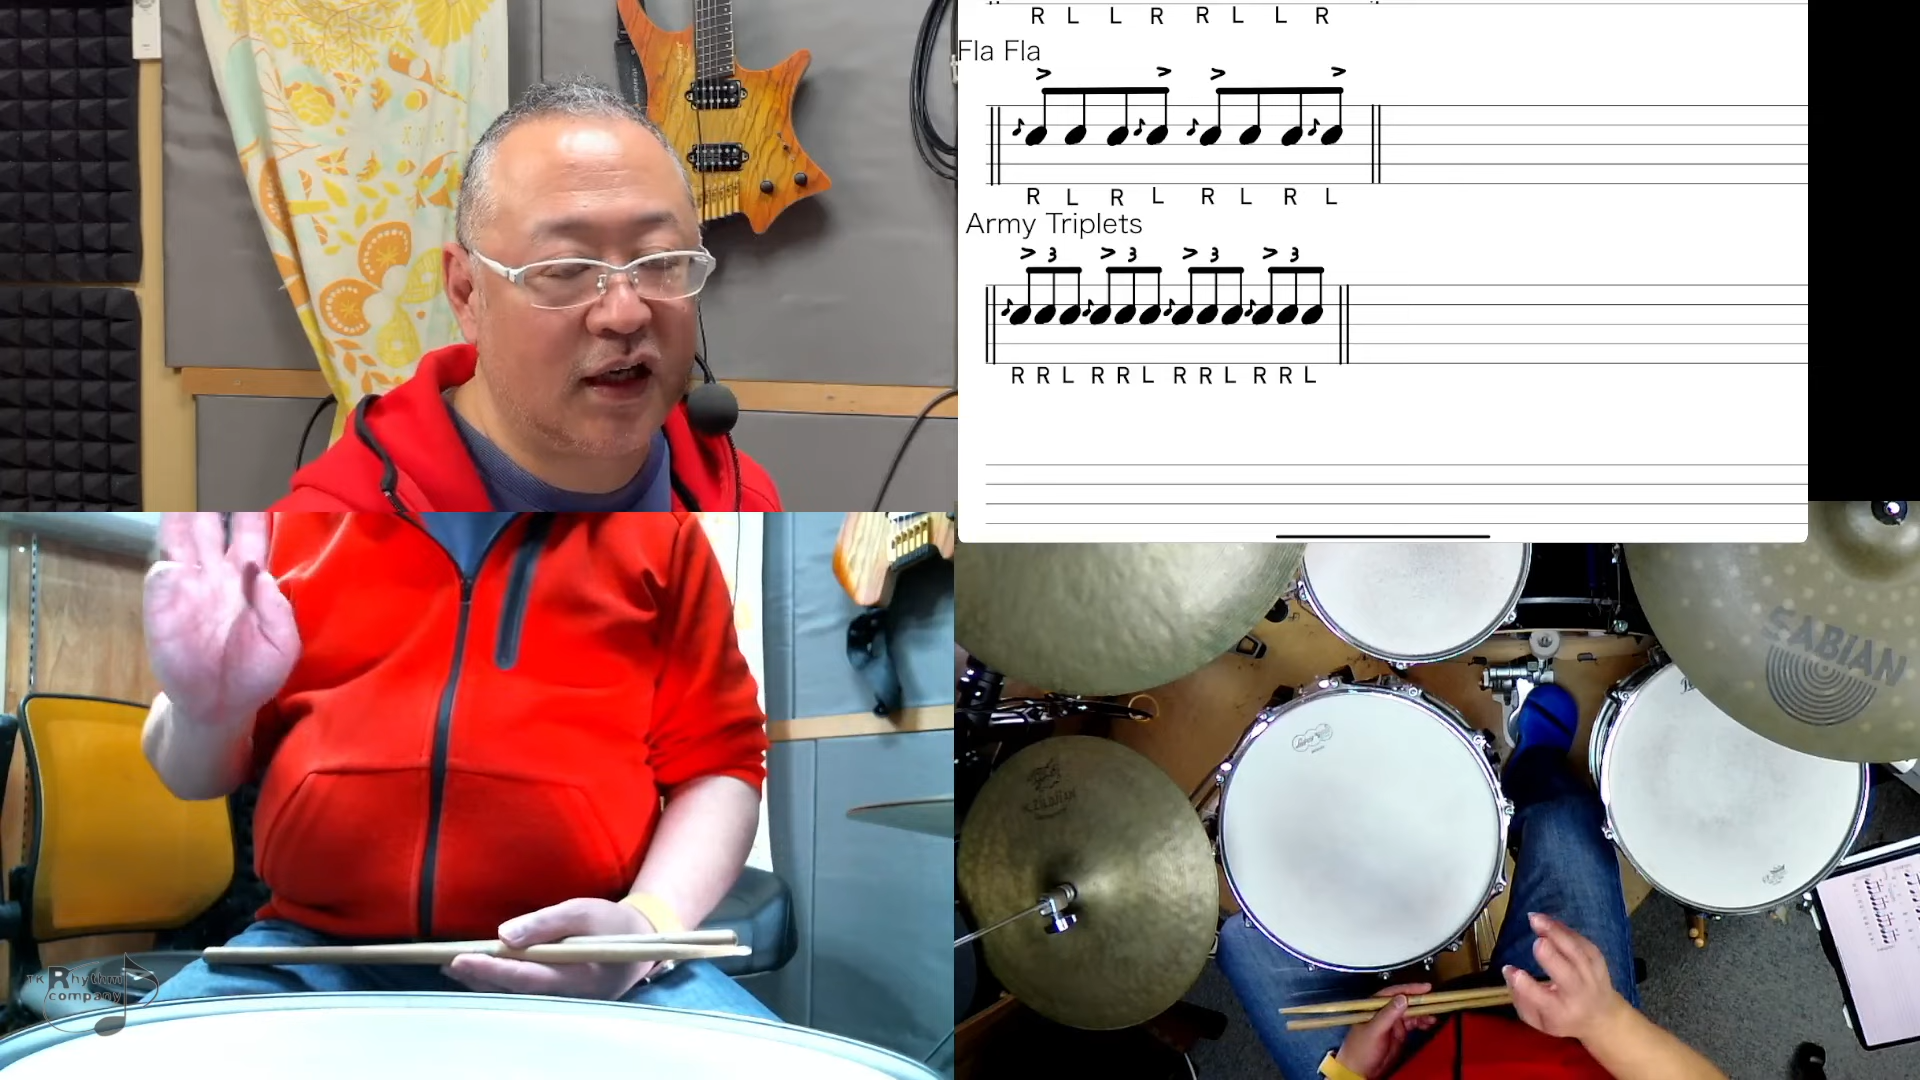 R L L R R L L R
Fla Fla
R L R L R L R L
Army Triplets
3 3 3 3
R R L R R L R R L R R L
SABIAN
TK Rhythm
company